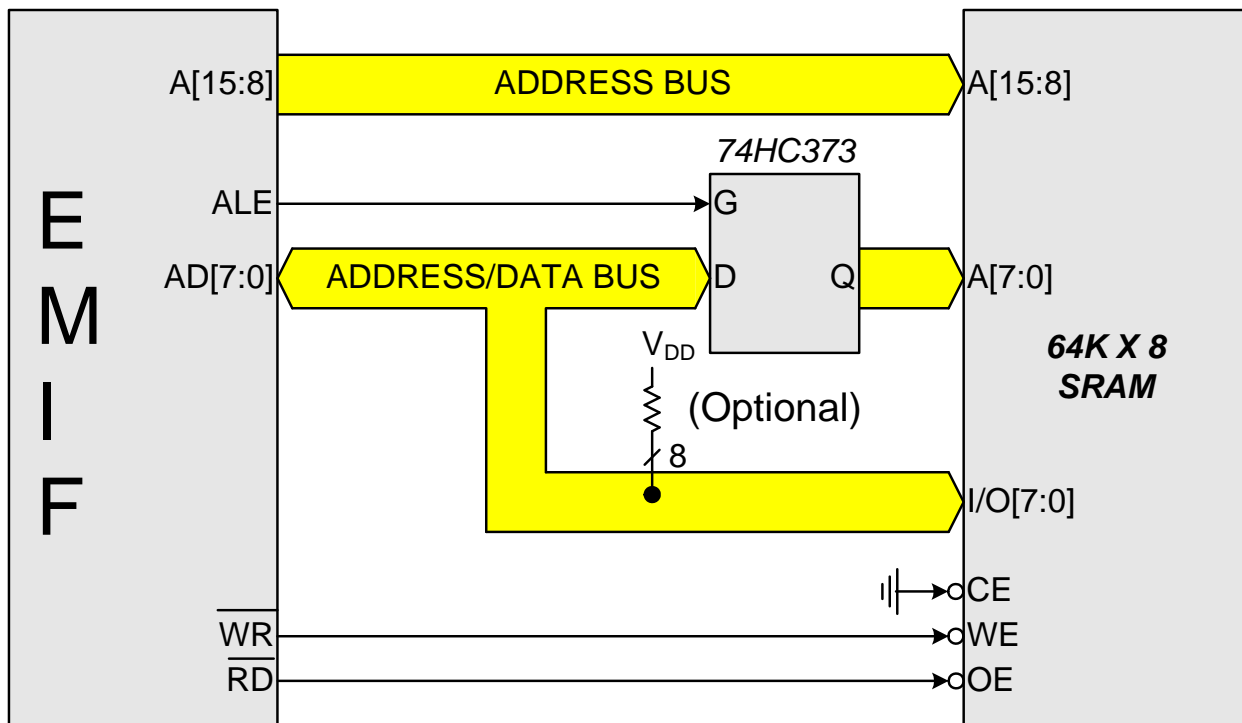 A[15:8] ADDRESS BUS A[15:8]
74HC373
ALE G
AD[7:0] ADDRESS/DATA BUS D Q A[7:0]
E
M
I
F
V_DD
(Optional)
8
64K X 8
SRAM
I/O[7:0]
CE
WR WE
RD OE